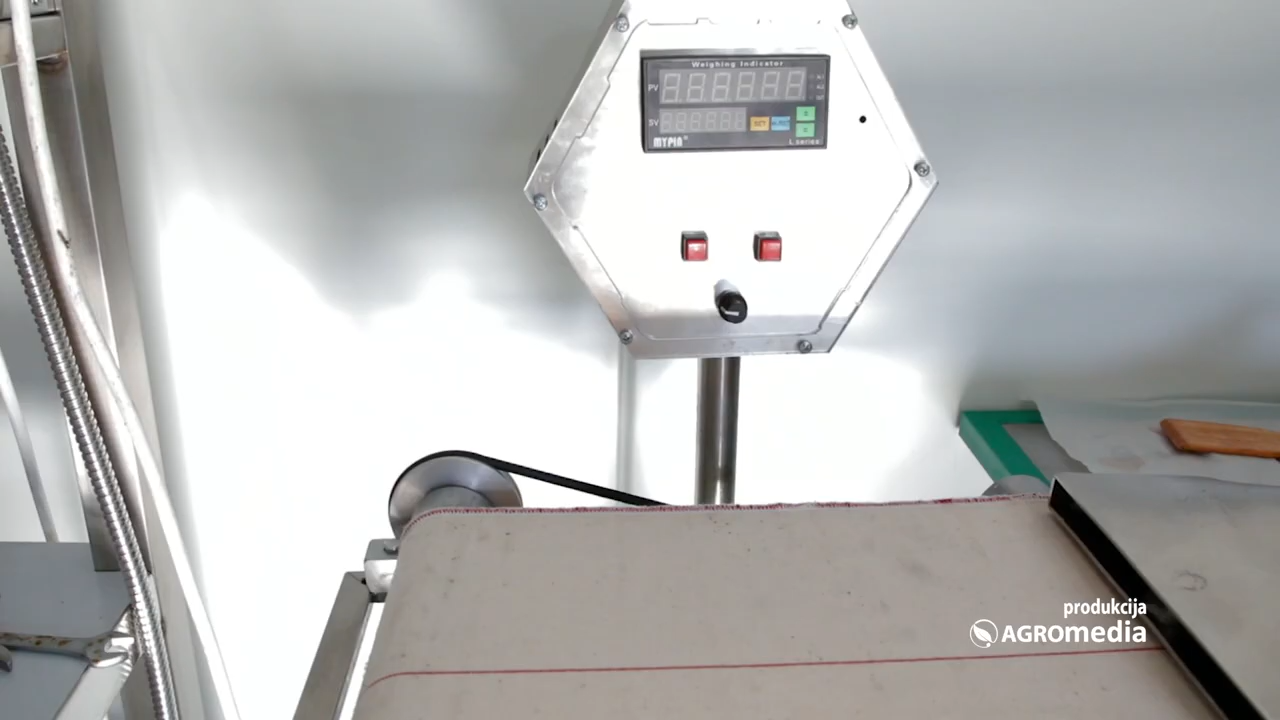 Weighing Indicator
PV
SV
SET
MYPIN®
L series
produkcija
AGROmedia